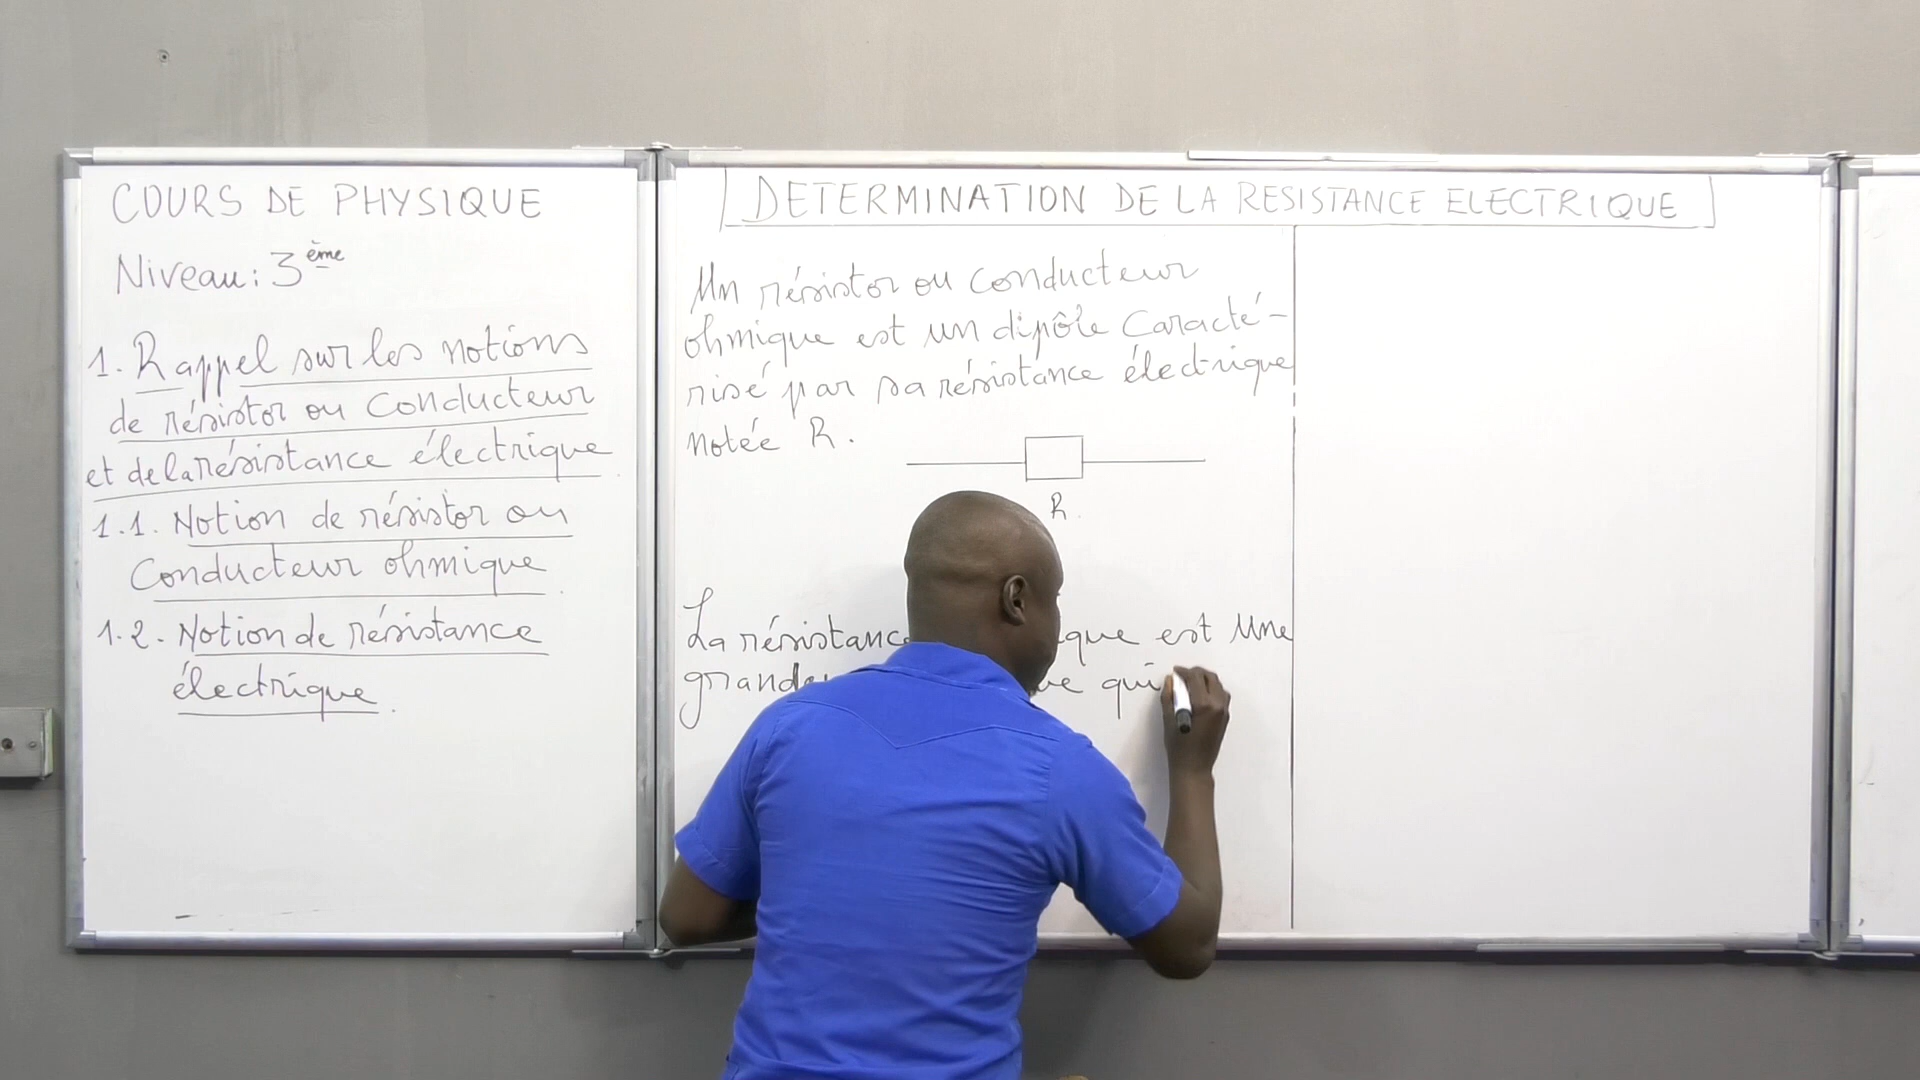 COURS DE PHYSIQUE
Niveau: 3ème
1. Rappel sur les notions
de résistor ou Conducteur
et de la résistance électrique
1.1. Notion de résistor ou
Conducteur ohmique.
1.2. Notion de résistance
électrique.
DETERMINATION DE LA RESISTANCE ELECTRIQUE
Un résistor ou conducteur
ohmique est un dipôle Caracté-
risé par sa résistance électrique
notée R.
R.
La résistance est une
qui